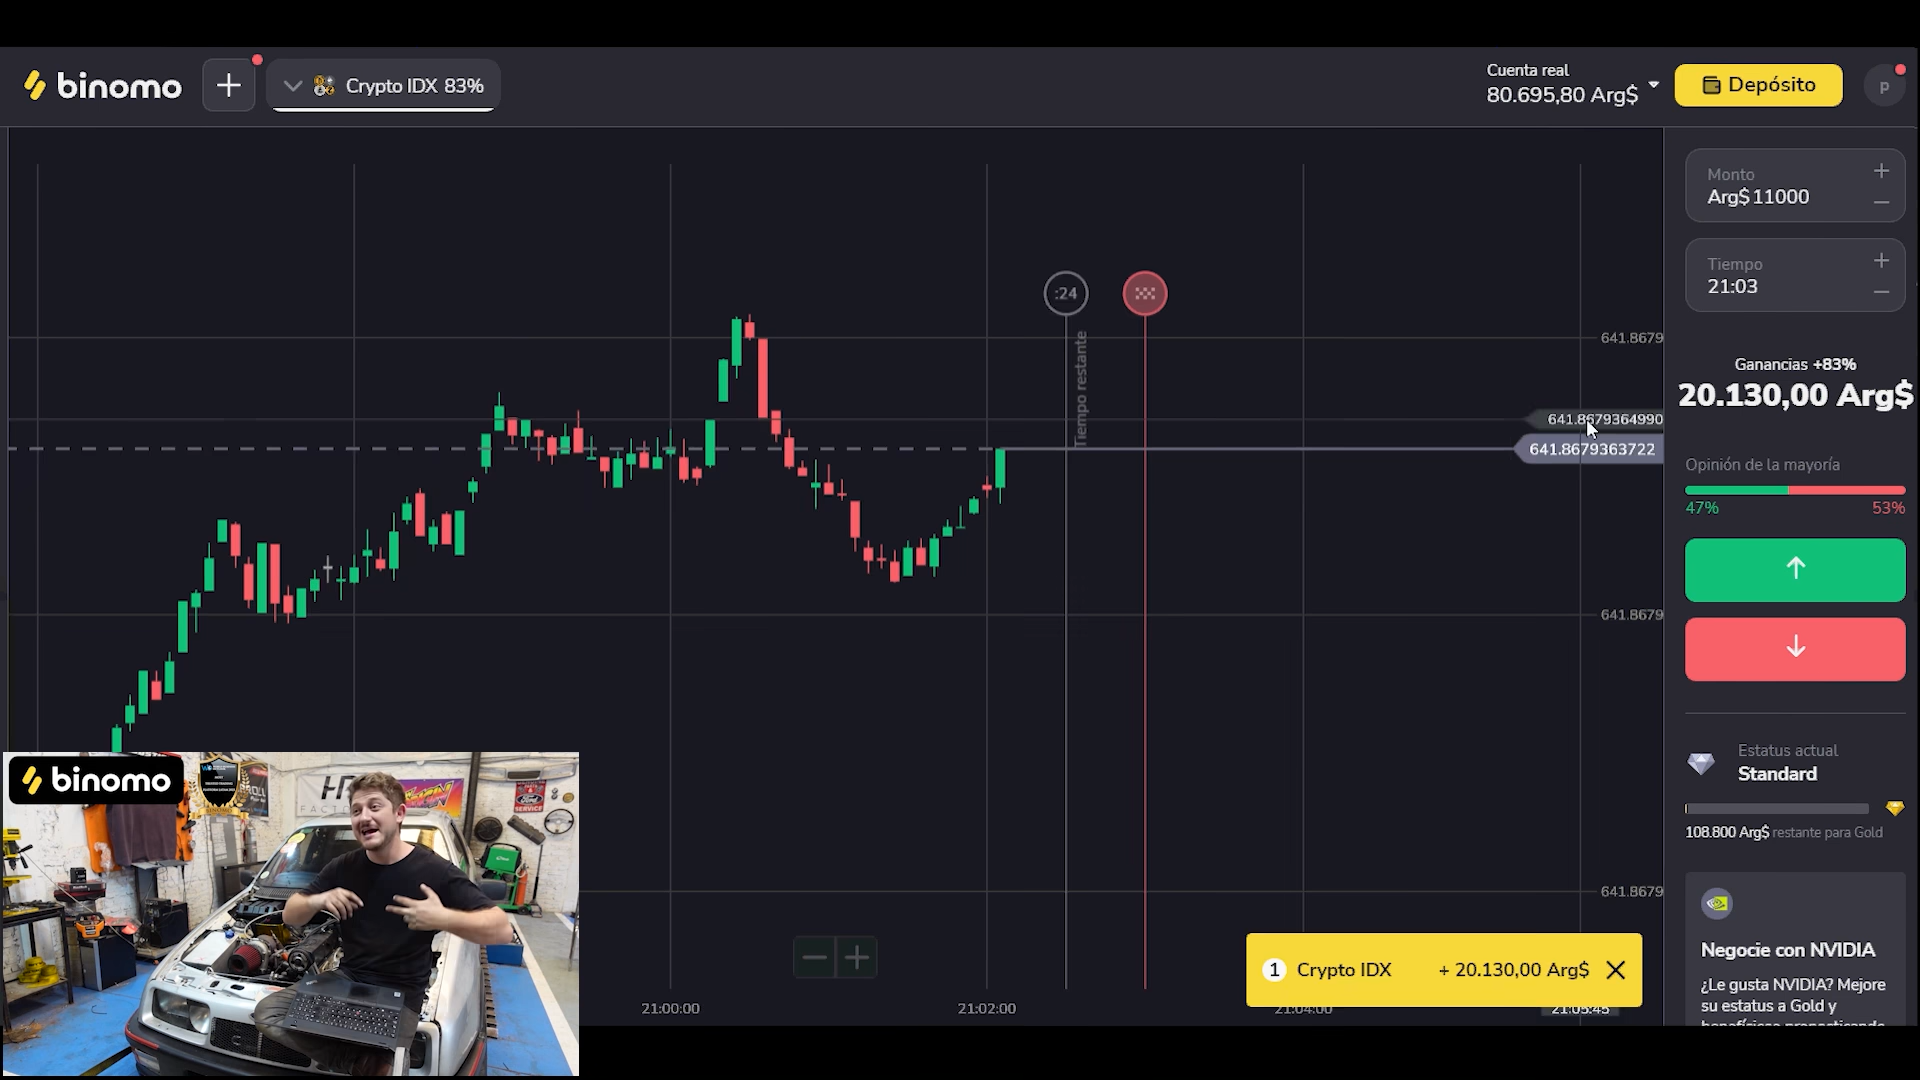 binomo
Crypto IDX 83%
Cuenta real
80.695,80 Arg$
Depósito
p
Monto
Arg$11000
Tiempo
21:03
Ganancias +83%
20.130,00 Arg$
:24
Tiempo restante
641.8679
641.8679364990
641.8679363722
641.8679
641.8679
Opinión de la mayoría
47%
53%
Estatus actual
Standard
108.800 Arg$ restante para Gold
Negocie con NVIDIA
¿Le gusta NVIDIA? Mejore
su estatus a Gold y
1 Crypto IDX + 20.130,00 Arg$
21:00:00
21:02:00
21:04:00
21:05:45
binomo
SERVICE